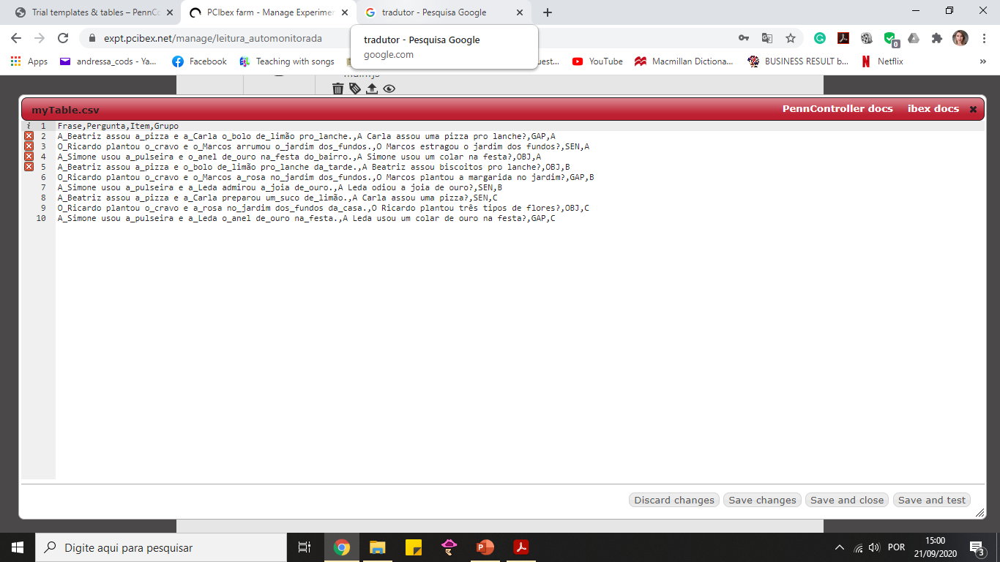 Trial templates & tables – PennCo
PCIbex farm - Manage Experimen
tradutor - Pesquisa Google
expt.pcibex.net/manage/leitura_automonitorada
tradutor - Pesquisa Google
google.com
0
Apps
andressa_cods - Ya...
Facebook
Teaching with songs
uest...
YouTube
Macmillan Dictiona...
BUSINESS RESULT b...
Netflix
»
main.js
myTable.csv
PennController docs
ibex docs
i 1 Frase,Pergunta,Item,Grupo
2 A_Beatriz assou a_pizza e a_Carla o_bolo de_limão pro_lanche.,A Carla assou uma pizza pro lanche?,GAP,A
3 O_Ricardo plantou o_cravo e o_Marcos arrumou o_jardim dos_fundos.,O Marcos estragou o jardim dos fundos?,SEN,A
4 A_Simone usou a_pulseira e o_anel de_ouro na_festa do_bairro.,A Simone usou um colar na festa?,OBJ,A
5 A_Beatriz assou a_pizza e o_bolo de_limão pro_lanche da_tarde.,A Beatriz assou biscoitos pro lanche?,OBJ,B
6 O_Ricardo plantou o_cravo e o_Marcos a_rosa no_jardim dos_fundos.,O Marcos plantou a margarida no jardim?,GAP,B
7 A_Simone usou a_pulseira e a_Leda admirou a_joia de_ouro.,A Leda odiou a joia de ouro?,SEN,B
8 A_Beatriz assou a_pizza e a_Carla preparou um_suco de_limão.,A Carla assou uma pizza?,SEN,C
9 O_Ricardo plantou o_cravo e a_rosa no_jardim dos_fundos da_casa.,O Ricardo plantou três tipos de flores?,OBJ,C
10 A_Simone usou a_pulseira e a_Leda o_anel de_ouro na_festa.,A Leda usou um colar de ouro na festa?,GAP,C
Discard changes
Save changes
Save and close
Save and test
Digite aqui para pesquisar
POR
15:00
21/09/2020
3